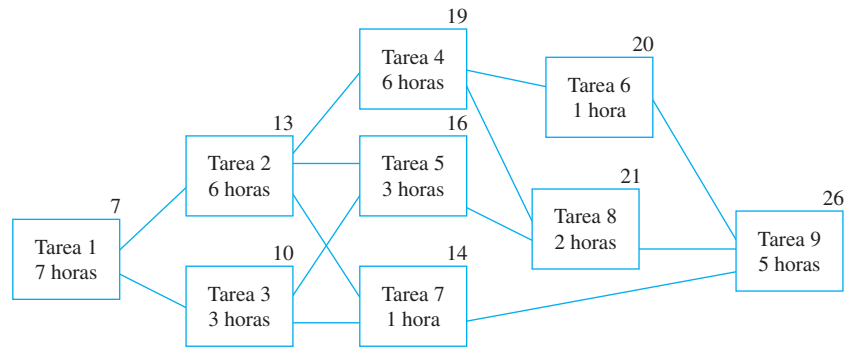 19
Tarea 4
6 horas
20
Tarea 6
1 hora
13
Tarea 2
6 horas
16
Tarea 5
3 horas
21
Tarea 8
2 horas
7
Tarea 1
7 horas
26
Tarea 9
5 horas
10
Tarea 3
3 horas
14
Tarea 7
1 hora